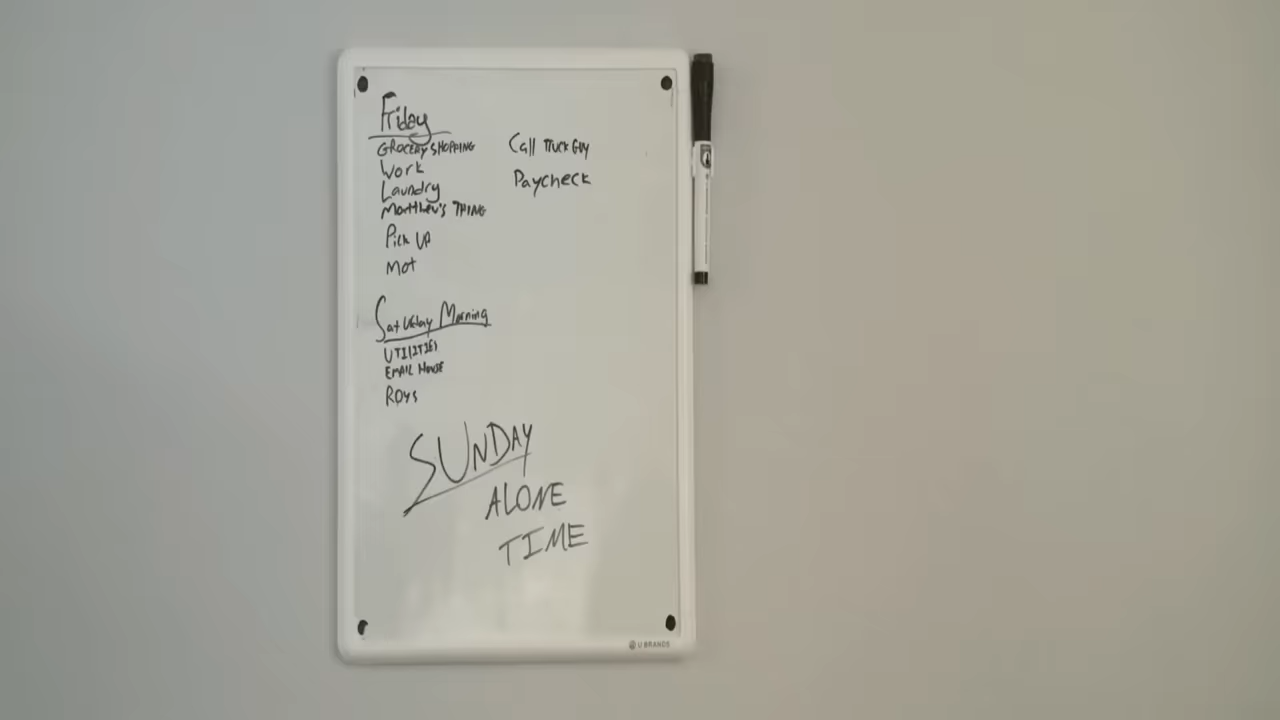 Friday
GROCERY SHOPPING
Work
Laundry
Matthew's THING
Pick UP
Mot
Call TRUCK GUY
Paycheck
Saturday Morning
UTILITIES
EMAIL HOUSE
ROYS
SUNDAY
ALONE
TIME
U BRANDS